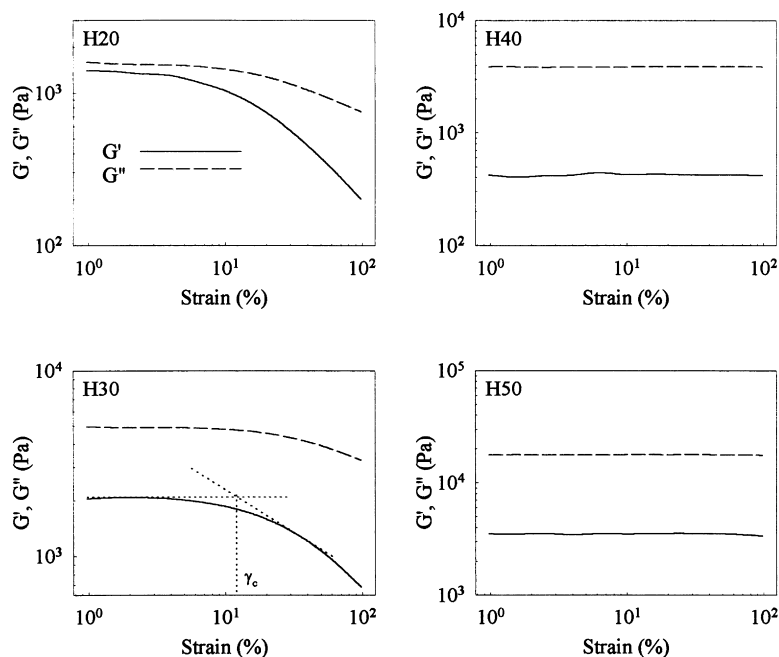 H20
10³
10²
G', G" (Pa)
G'
G"
10⁰
10¹
10²
Strain (%)
H40
10⁴
10³
10²
G', G" (Pa)
10⁰
10¹
10²
Strain (%)
H30
10⁴
10³
G', G" (Pa)
γc
10⁰
10¹
10²
Strain (%)
H50
10⁵
10⁴
10³
G', G" (Pa)
10⁰
10¹
10²
Strain (%)